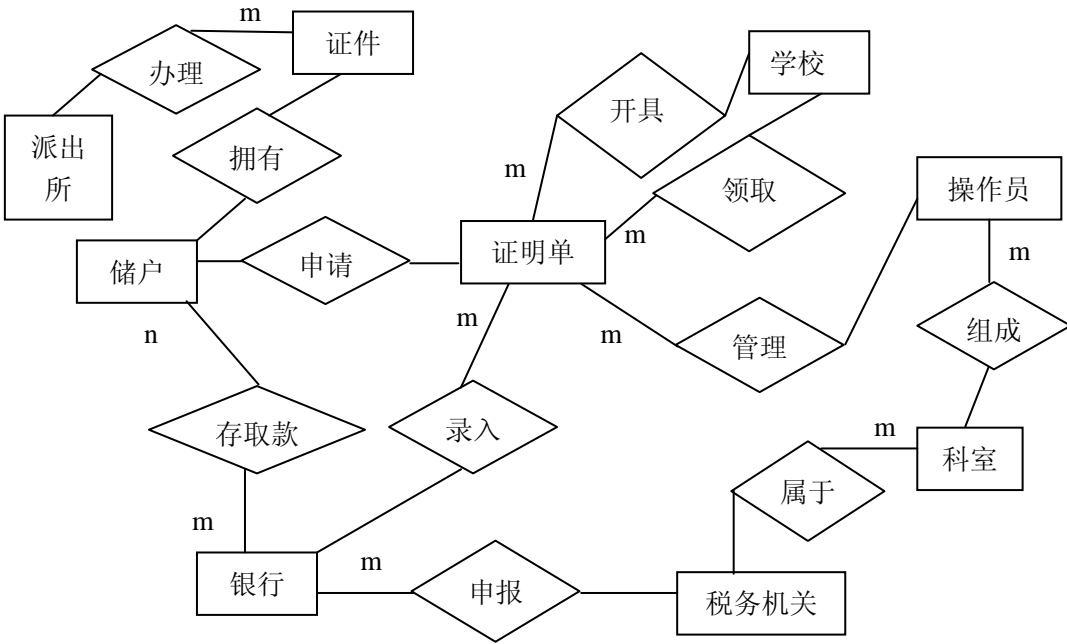 m
证件
办理
学校
开具
派出
所
拥有
m
领取
操作员
m
储户
申请
证明单
m
n
m
m
管理
组成
存取款
录入
m
科室
属于
m
银行
m
申报
税务机关